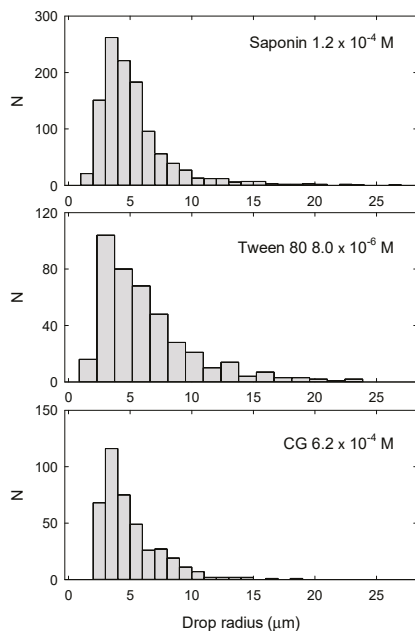 300
Saponin 1.2 x 10⁻⁴ M
200
N
100
0
0 5 10 15 20 25
120
Tween 80 8.0 x 10⁻⁶ M
80
N
40
0
0 5 10 15 20 25
150
CG 6.2 x 10⁻⁴ M
100
N
50
0
0 5 10 15 20 25
Drop radius (μm)